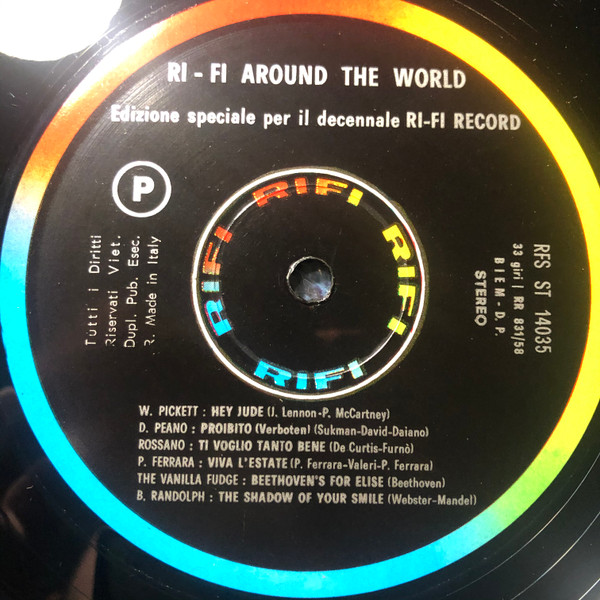 RI-FI AROUND THE WORLD
Edizione speciale per il decennale RI-FI RECORD
P
Tutti i Diritti
Riservati Viet.
Dupl. Pub. Esec.
R. Made in Italy
RIFI RIFI RIFI RIFI RIFI RIFI
RFS ST 14035
33 giri | RR 831/58
BIEM-D.P.
STEREO
W. PICKETT : HEY JUDE (J. Lennon-P. McCartney)
D. PEANO : PROIBITO (Verboten) (Sukman-David-Daiano)
ROSSANO : TI VOGLIO TANTO BENE (De Curtis-Furnò)
P. FERRARA : VIVA L'ESTATE (P. Ferrara-Valeri-P. Ferrara)
THE VANILLA FUDGE : BEETHOVEN'S FOR ELISE (Beethoven)
B. RANDOLPH : THE SHADOW OF YOUR SMILE (Webster-Mandel)